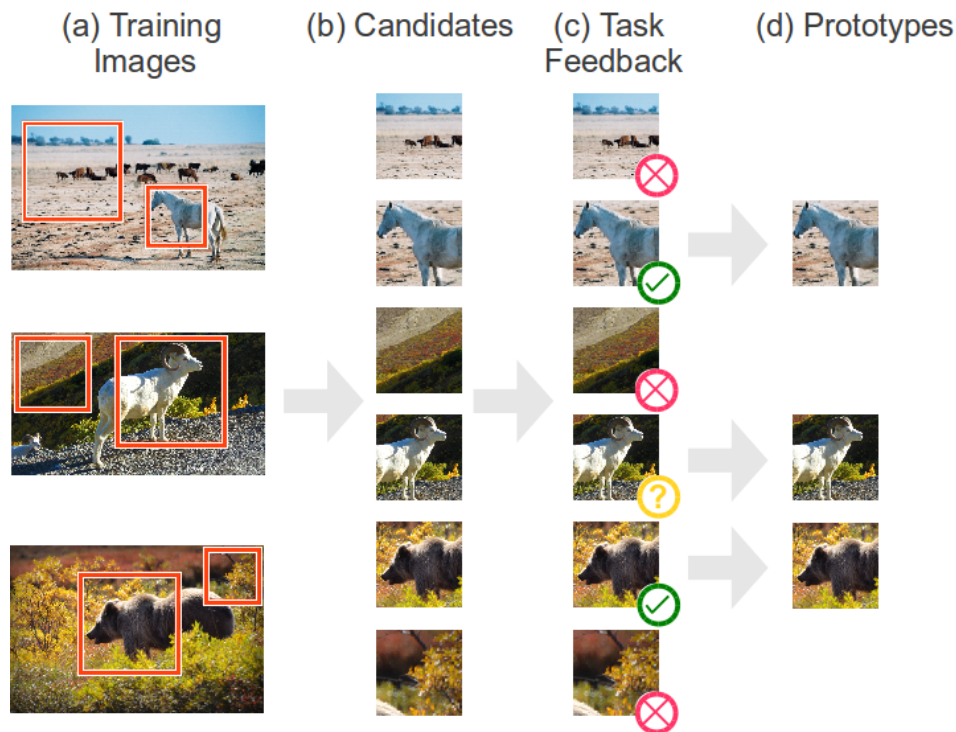 (a) Training
Images
(b) Candidates
(c) Task
Feedback
(d) Prototypes
?